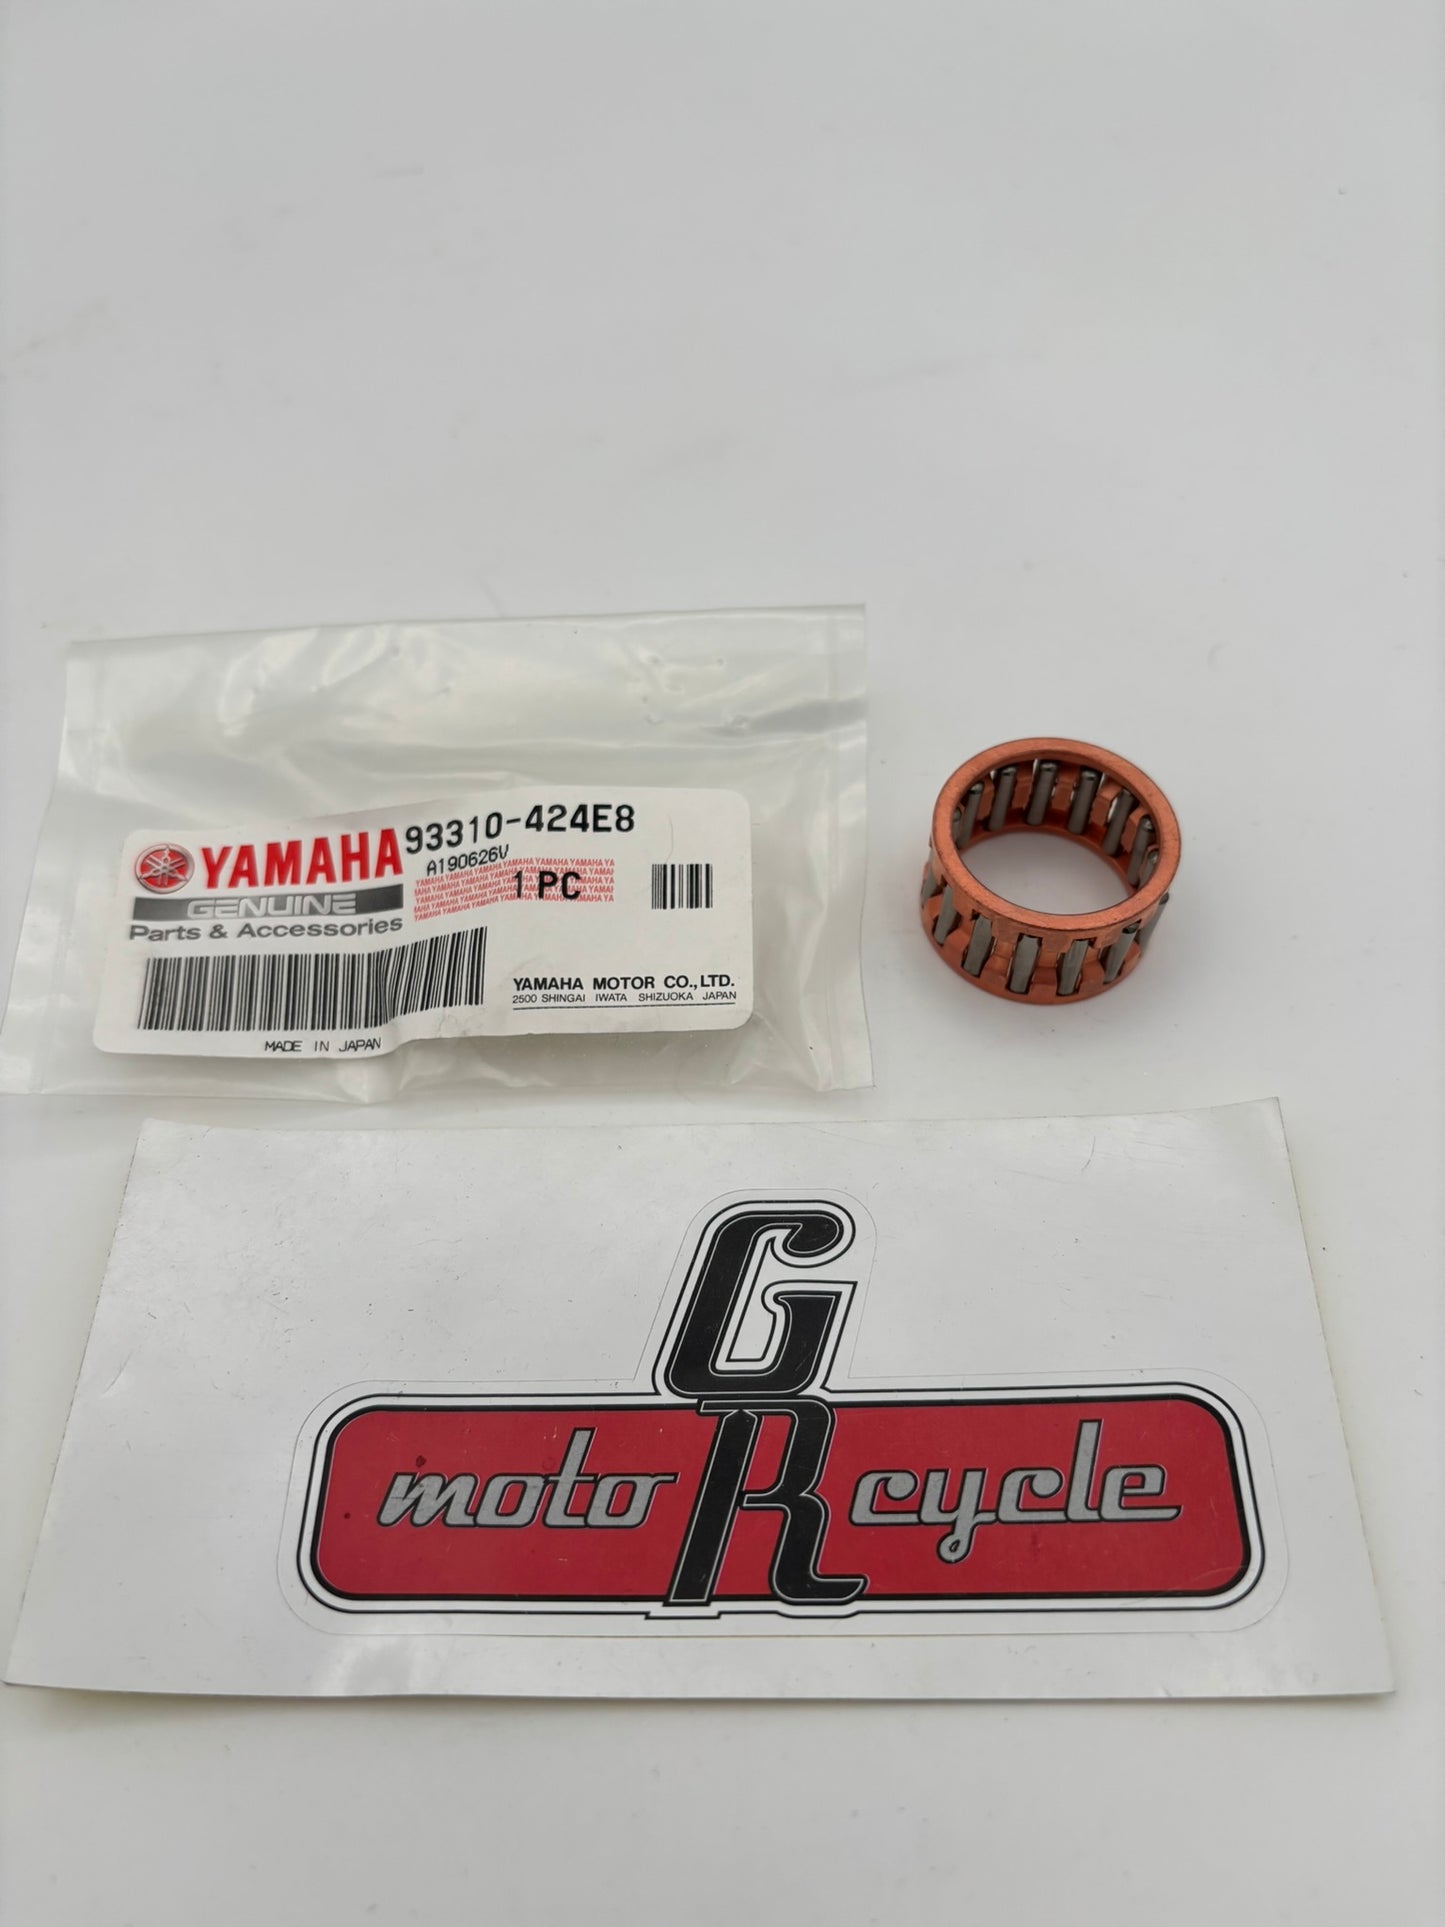 YAMAHA 93310-424E8
A190626V
GENUINE
1 PC
Parts & Accessories
YAMAHA MOTOR CO.,LTD.
2500 SHINGAI IWATA SHIZUOKA JAPAN
MADE IN JAPAN
GR
moto cycle